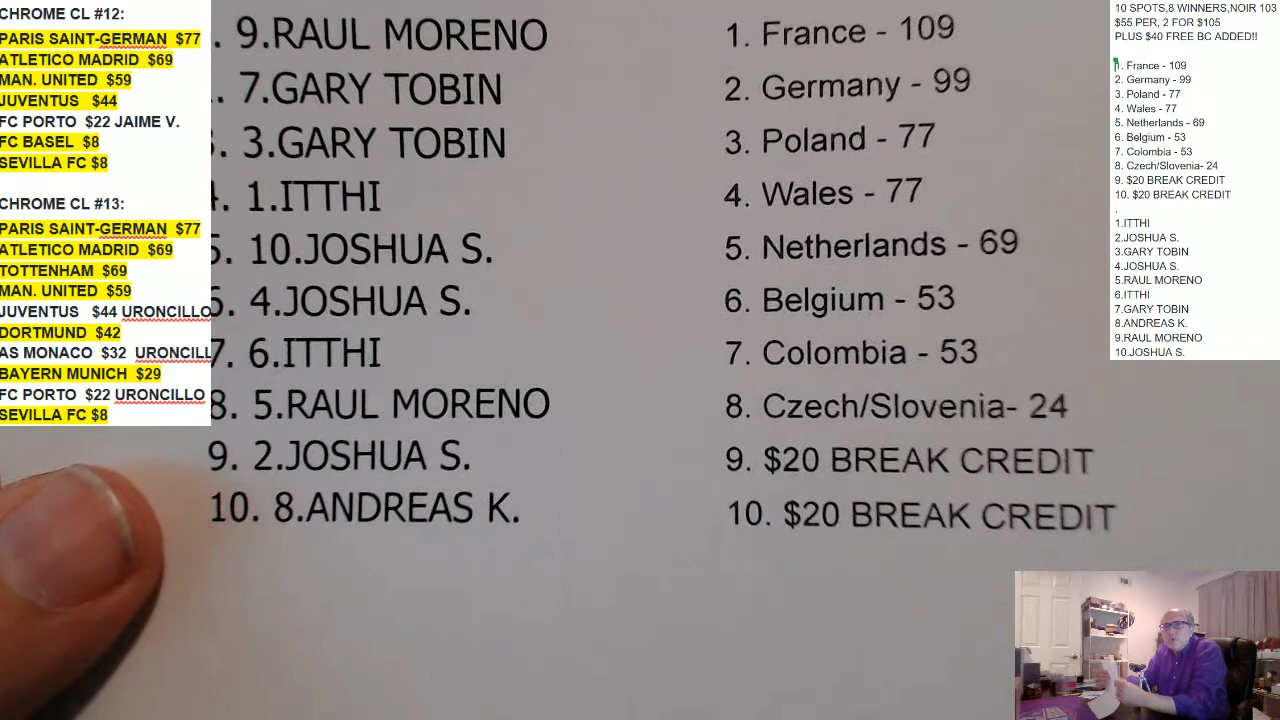 CHROME CL #12:
PARIS SAINT-GERMAN $77
ATLETICO MADRID $69
MAN. UNITED $59
JUVENTUS $44
FC PORTO $22 JAIME V.
FC BASEL $8
SEVILLA FC $8
CHROME CL #13:
PARIS SAINT-GERMAN $77
ATLETICO MADRID $69
TOTTENHAM $69
MAN. UNITED $59
JUVENTUS $44 URONCILLO
DORTMUND $42
AS MONACO $32 URONCILL
BAYERN MUNICH $29
FC PORTO $22 URONCILLO
SEVILLA FC $8
. 9.RAUL MORENO
. 7.GARY TOBIN
. 3.GARY TOBIN
4. 1.ITTHI
5. 10.JOSHUA S.
6. 4.JOSHUA S.
7. 6.ITTHI
8. 5.RAUL MORENO
9. 2.JOSHUA S.
10. 8.ANDREAS K.
1. France - 109
2. Germany - 99
3. Poland - 77
4. Wales - 77
5. Netherlands - 69
6. Belgium - 53
7. Colombia - 53
8. Czech/Slovenia- 24
9. $20 BREAK CREDIT
10. $20 BREAK CREDIT
10 SPOTS,8 WINNERS,NOIR 103
$55 PER, 2 FOR $105
PLUS $40 FREE BC ADDED!!
1. France - 109
2. Germany - 99
3. Poland - 77
4. Wales - 77
5. Netherlands - 69
6. Belgium - 53
7. Colombia - 53
8. Czech/Slovenia- 24
9. $20 BREAK CREDIT
10. $20 BREAK CREDIT
.
1.ITTHI
2.JOSHUA S.
3.GARY TOBIN
4.JOSHUA S.
5.RAUL MORENO
6.ITTHI
7.GARY TOBIN
8.ANDREAS K.
9.RAUL MORENO
10.JOSHUA S.